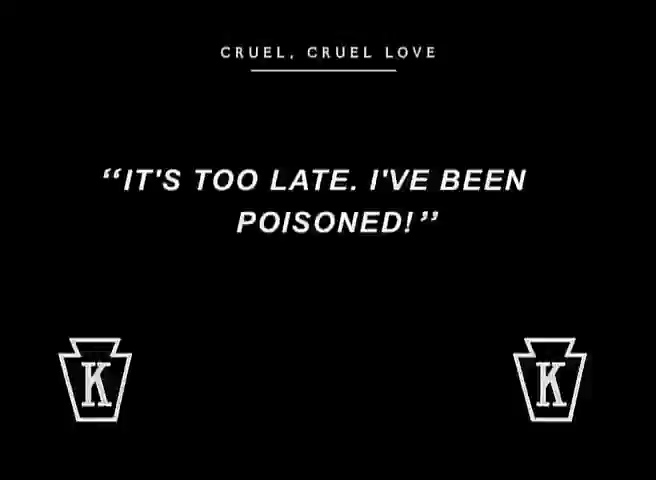 CRUEL, CRUEL LOVE
“IT'S TOO LATE. I'VE BEEN
POISONED!”
K K